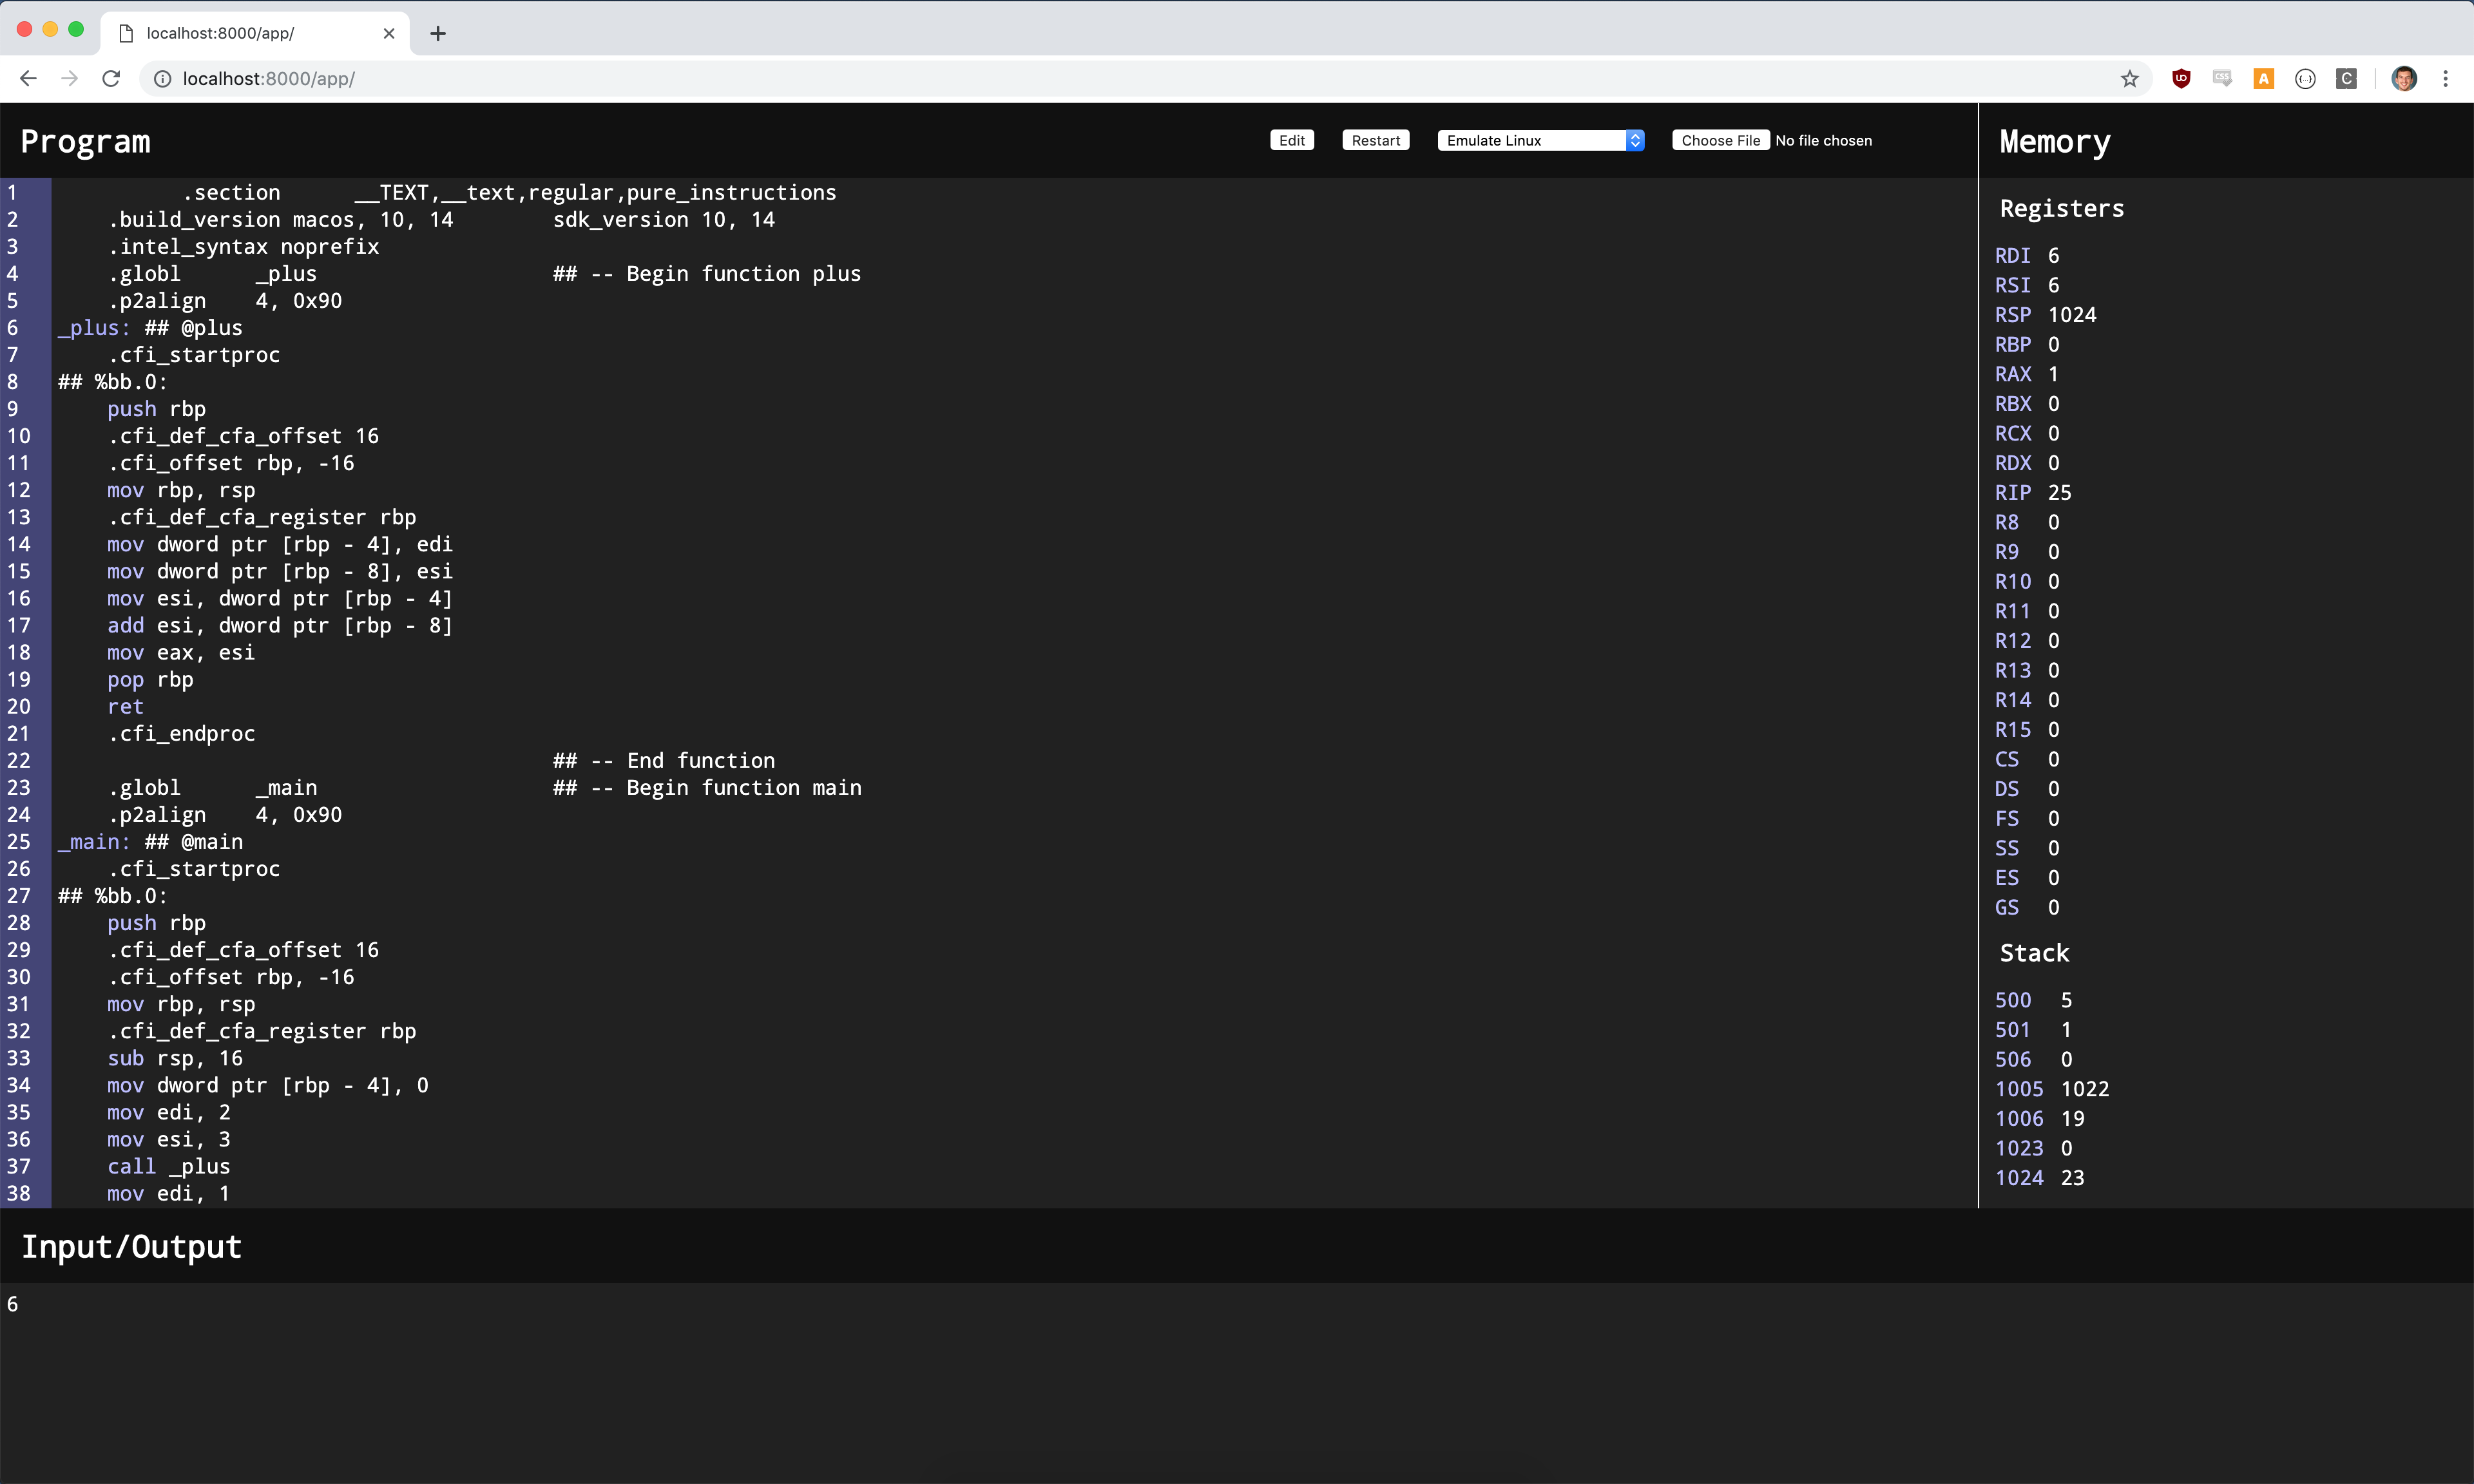 localhost:8000/app/
localhost:8000/app/
Program
Edit Restart Emulate Linux Choose File No file chosen
1 .section __TEXT,__text,regular,pure_instructions
2 .build_version macos, 10, 14 sdk_version 10, 14
3 .intel_syntax noprefix
4 .globl _plus ## -- Begin function plus
5 .p2align 4, 0x90
6 _plus: ## @plus
7 .cfi_startproc
8 ## %bb.0:
9 push rbp
10 .cfi_def_cfa_offset 16
11 .cfi_offset rbp, -16
12 mov rbp, rsp
13 .cfi_def_cfa_register rbp
14 mov dword ptr [rbp - 4], edi
15 mov dword ptr [rbp - 8], esi
16 mov esi, dword ptr [rbp - 4]
17 add esi, dword ptr [rbp - 8]
18 mov eax, esi
19 pop rbp
20 ret
21 .cfi_endproc
22 ## -- End function
23 .globl _main ## -- Begin function main
24 .p2align 4, 0x90
25 _main: ## @main
26 .cfi_startproc
27 ## %bb.0:
28 push rbp
29 .cfi_def_cfa_offset 16
30 .cfi_offset rbp, -16
31 mov rbp, rsp
32 .cfi_def_cfa_register rbp
33 sub rsp, 16
34 mov dword ptr [rbp - 4], 0
35 mov edi, 2
36 mov esi, 3
37 call _plus
38 mov edi, 1
Memory
Registers
RDI 6
RSI 6
RSP 1024
RBP 0
RAX 1
RBX 0
RCX 0
RDX 0
RIP 25
R8 0
R9 0
R10 0
R11 0
R12 0
R13 0
R14 0
R15 0
CS 0
DS 0
FS 0
SS 0
ES 0
GS 0
Stack
500 5
501 1
506 0
1005 1022
1006 19
1023 0
1024 23
Input/Output
6